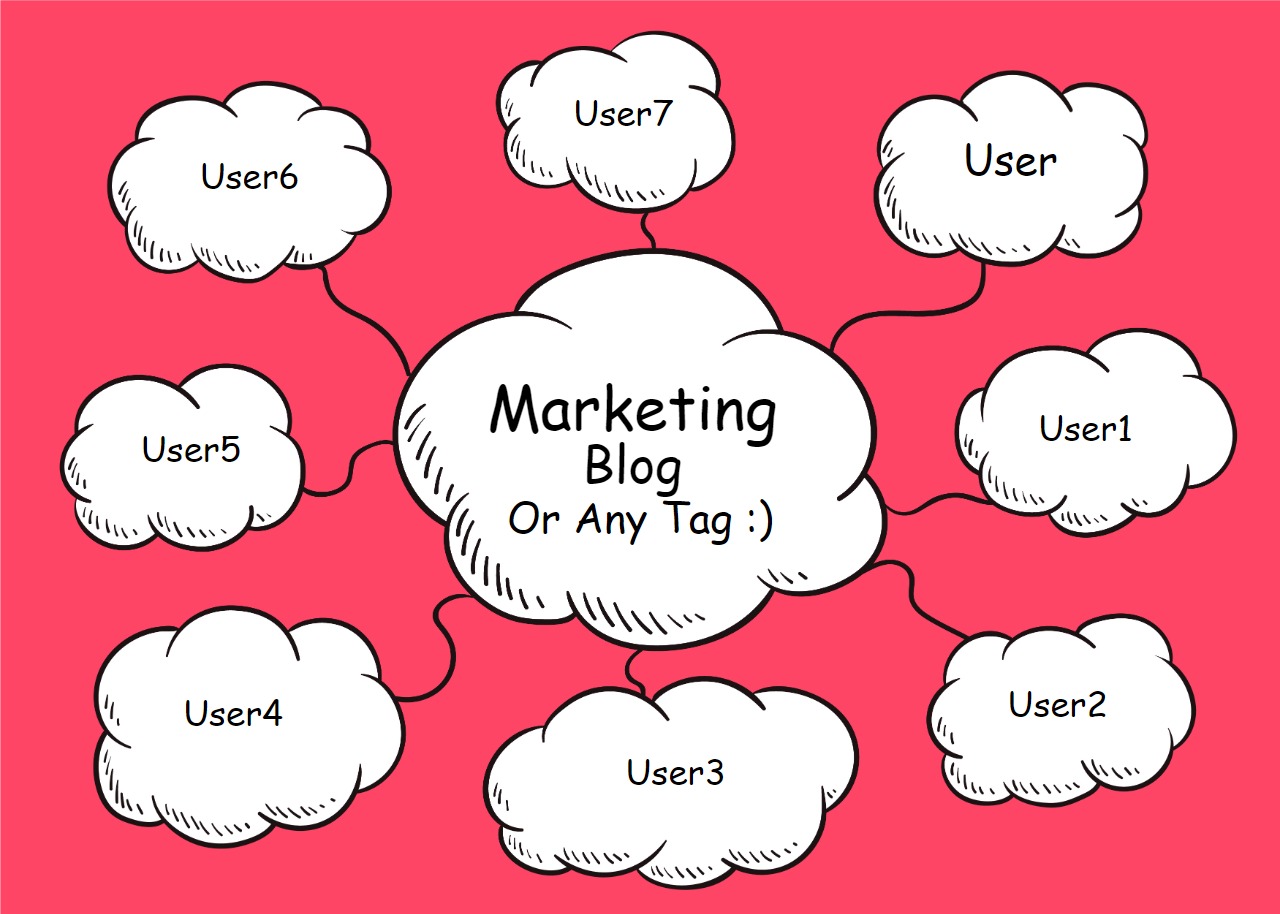 User7
User
User6
Marketing
Blog
Or Any Tag :)
User1
User5
User2
User4
User3